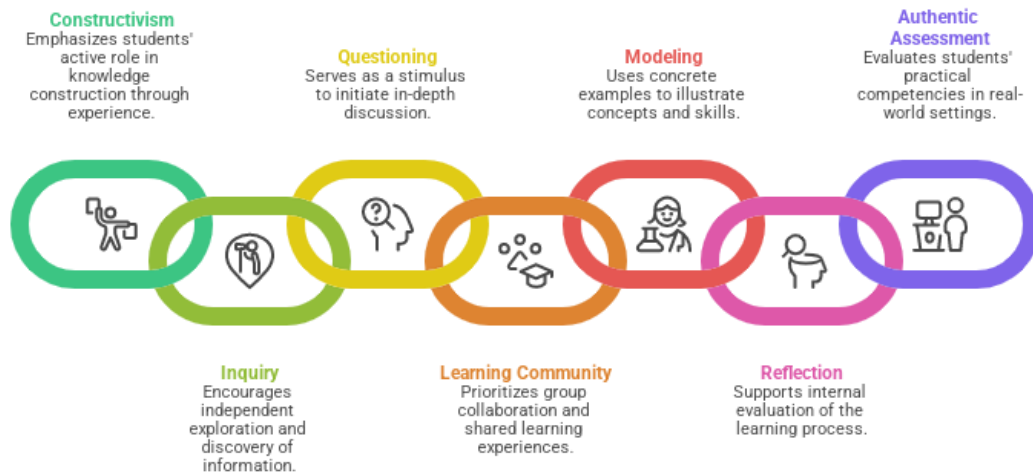 Constructivism
Emphasizes students'
active role in
knowledge
construction through
experience.
Inquiry
Encourages
independent
exploration and
discovery of
information.
Questioning
Serves as a stimulus
to initiate in-depth
discussion.
Learning Community
Prioritizes group
collaboration and
shared learning
experiences.
Modeling
Uses concrete
examples to illustrate
concepts and skills.
Reflection
Supports internal
evaluation of the
learning process.
Authentic
Assessment
Evaluates students'
practical
competencies in real-
world settings.
?